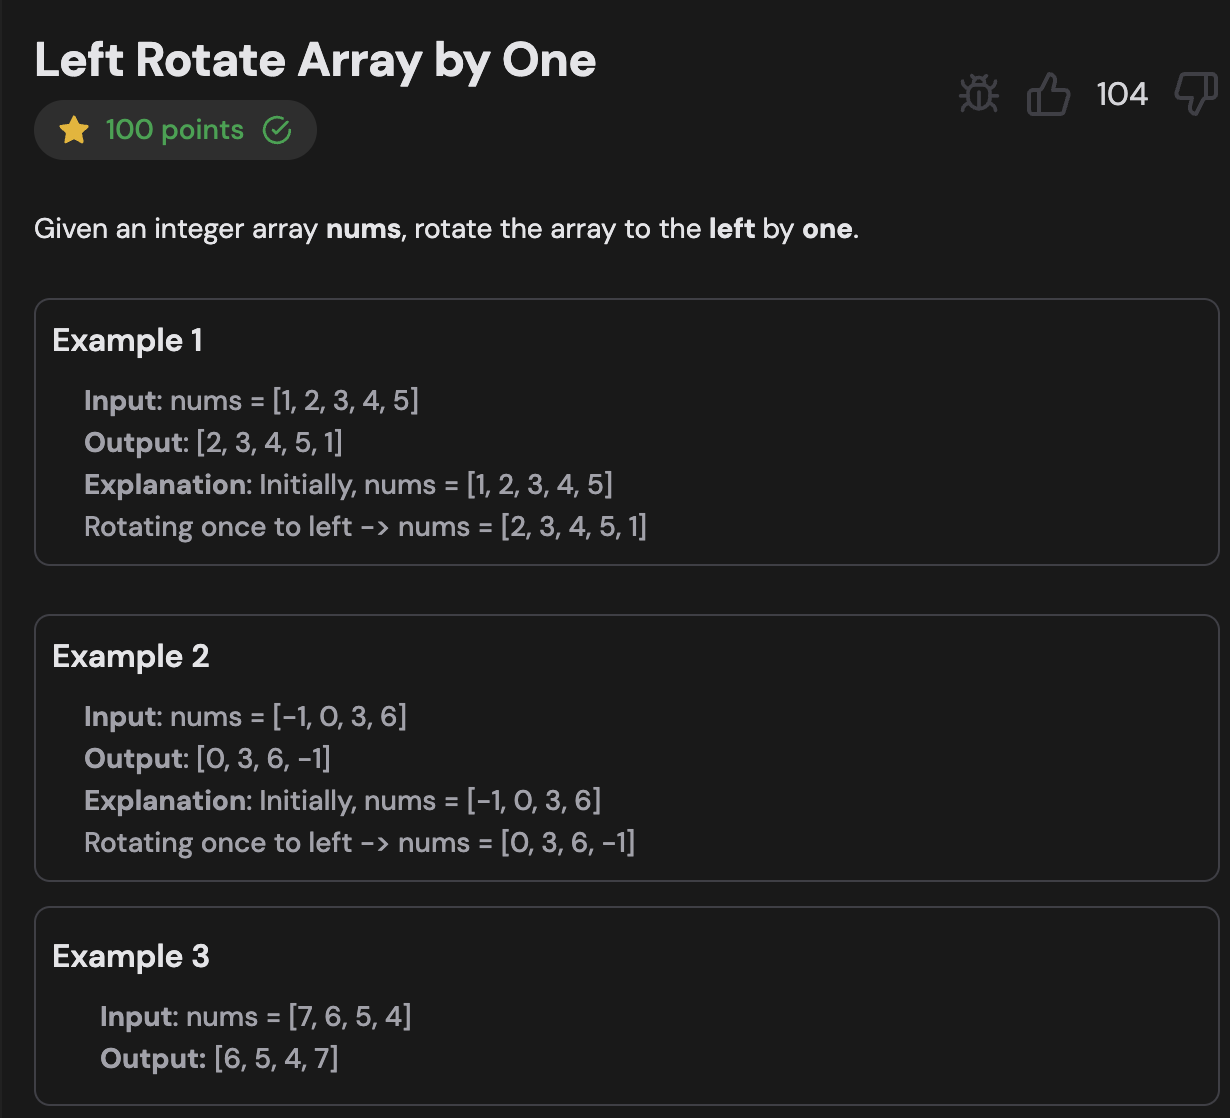 Left Rotate Array by One
100 points
104
Given an integer array nums, rotate the array to the left by one.
Example 1
Input: nums = [1, 2, 3, 4, 5]
Output: [2, 3, 4, 5, 1]
Explanation: Initially, nums = [1, 2, 3, 4, 5]
Rotating once to left -> nums = [2, 3, 4, 5, 1]
Example 2
Input: nums = [-1, 0, 3, 6]
Output: [0, 3, 6, -1]
Explanation: Initially, nums = [-1, 0, 3, 6]
Rotating once to left -> nums = [0, 3, 6, -1]
Example 3
Input: nums = [7, 6, 5, 4]
Output: [6, 5, 4, 7]